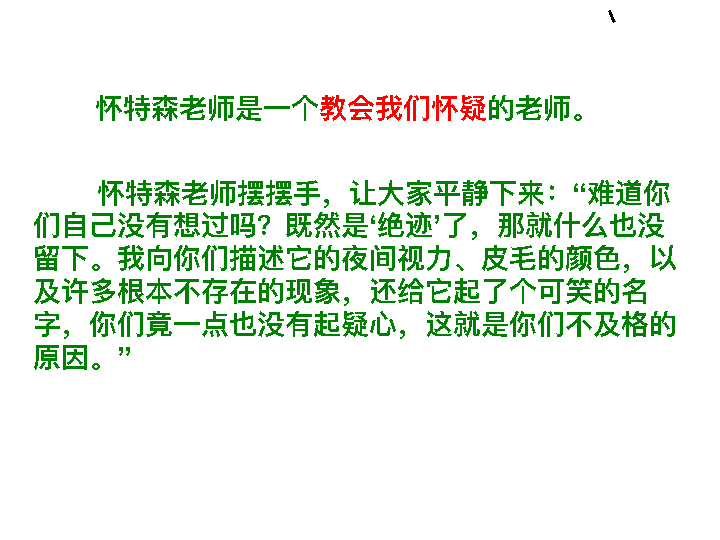 怀特森老师是一个教会我们怀疑的老师。
怀特森老师摆摆手，让大家平静下来：“难道你
们自己没有想过吗？既然是‘绝迹’了，那就什么也没
留下。我向你们描述它的夜间视力、皮毛的颜色，以
及许多根本不存在的现象，还给它起了个可笑的名
字，你们竟一点也没有起疑心，这就是你们不及格的
原因。”